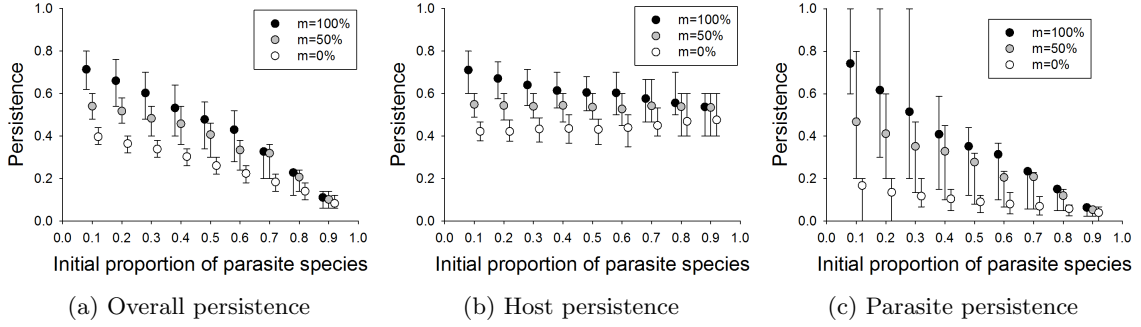 1.0
0.8
0.6
0.4
0.2
0.0
Persistence
m=100%
m=50%
m=0%
0.0 0.1 0.2 0.3 0.4 0.5 0.6 0.7 0.8 0.9 1.0
Initial proportion of parasite species
(a) Overall persistence
1.0
0.8
0.6
0.4
0.2
0.0
Persistence
m=100%
m=50%
m=0%
0.0 0.1 0.2 0.3 0.4 0.5 0.6 0.7 0.8 0.9 1.0
Initial proportion of parasite species
(b) Host persistence
1.0
0.8
0.6
0.4
0.2
0.0
Persistence
m=100%
m=50%
m=0%
0.0 0.1 0.2 0.3 0.4 0.5 0.6 0.7 0.8 0.9 1.0
Initial proportion of parasite species
(c) Parasite persistence